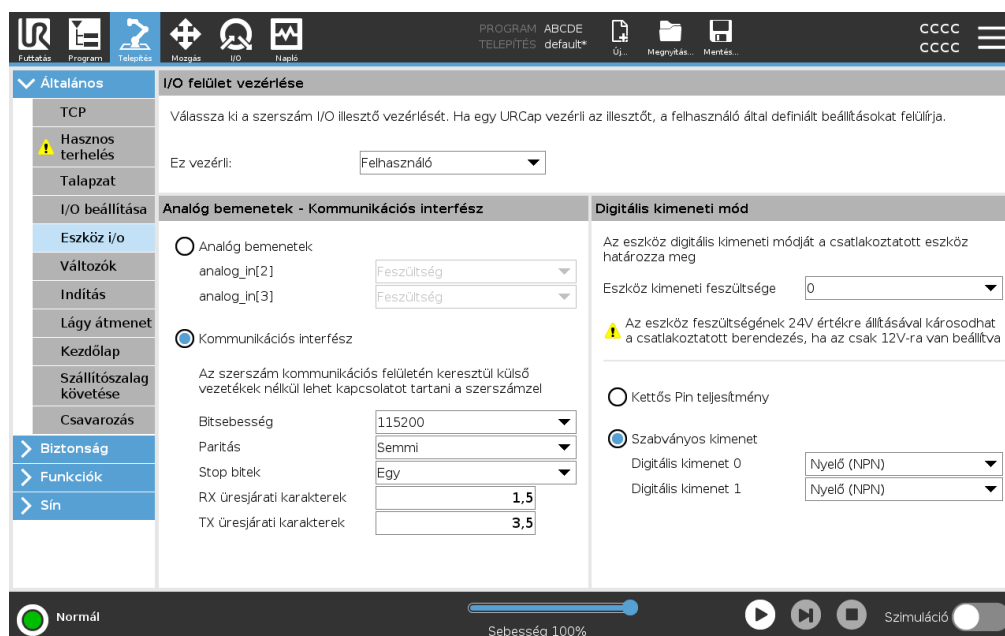 UR
Futtatás
Program
Telepítés
Mozgás
I/O
Napló
PROGRAM ABCDE
TELEPÍTÉS default*
Új...
Megnyitás...
Mentés...
CCCC
CCCC
Általános
TCP
Hasznos
terhelés
Talapzat
I/O beállítása
Eszköz i/o
Változók
Indítás
Lágy átmenet
Kezdőlap
Szállítószalag
követése
Csavarozás
Biztonság
Funkciók
Sín
I/O felület vezérlése
Válassza ki a szerszám I/O illesztő vezérlését. Ha egy URCap vezérli az illesztőt, a felhasználó által definiált beállításokat felülírja.
Ez vezérli: Felhasználó
Analóg bemenetek - Kommunikációs interfész
Analóg bemenetek
analog_in[2] Feszültség
analog_in[3] Feszültség
Kommunikációs interfész
Az szerszám kommunikációs felületén keresztül külső
vezetékek nélkül lehet kapcsolatot tartani a szerszámzel
Bitsebesség 115200
Paritás Semmi
Stop bitek Egy
RX üresjárati karakterek 1,5
TX üresjárati karakterek 3,5
Digitális kimeneti mód
Az eszköz digitális kimeneti módját a csatlakoztatott eszköz
határozza meg
Eszköz kimeneti feszültsége 0
Az eszköz feszültségének 24V értékre állításával károsodhat
a csatlakoztatott berendezés, ha az csak 12V-ra van beállítva
Kettős Pin teljesítmény
Szabványos kimenet
Digitális kimenet 0 Nyelő (NPN)
Digitális kimenet 1 Nyelő (NPN)
Normál
Sebesség 100%
Szimuláció